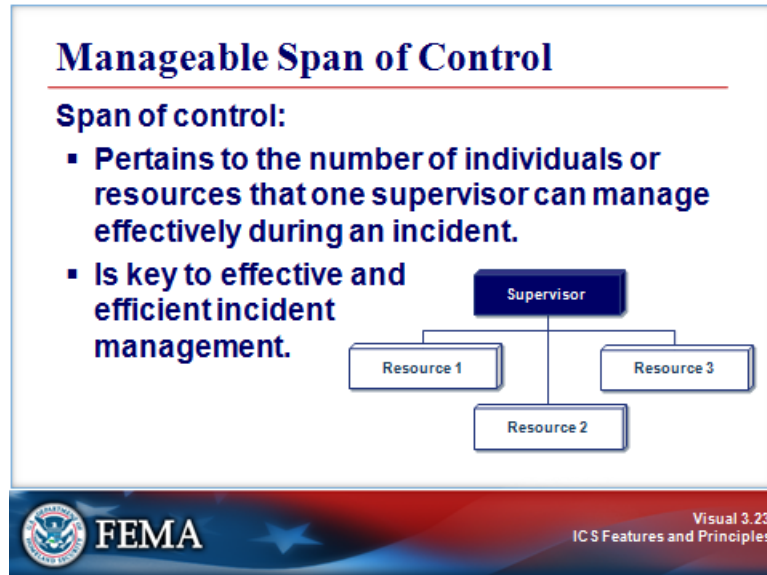 Manageable Span of Control
Span of control:
▪ Pertains to the number of individuals or
resources that one supervisor can manage
effectively during an incident.
▪ Is key to effective and
efficient incident
management.
Supervisor
Resource 1
Resource 3
Resource 2
FEMA
Visual 3.23
ICS Features and Principles